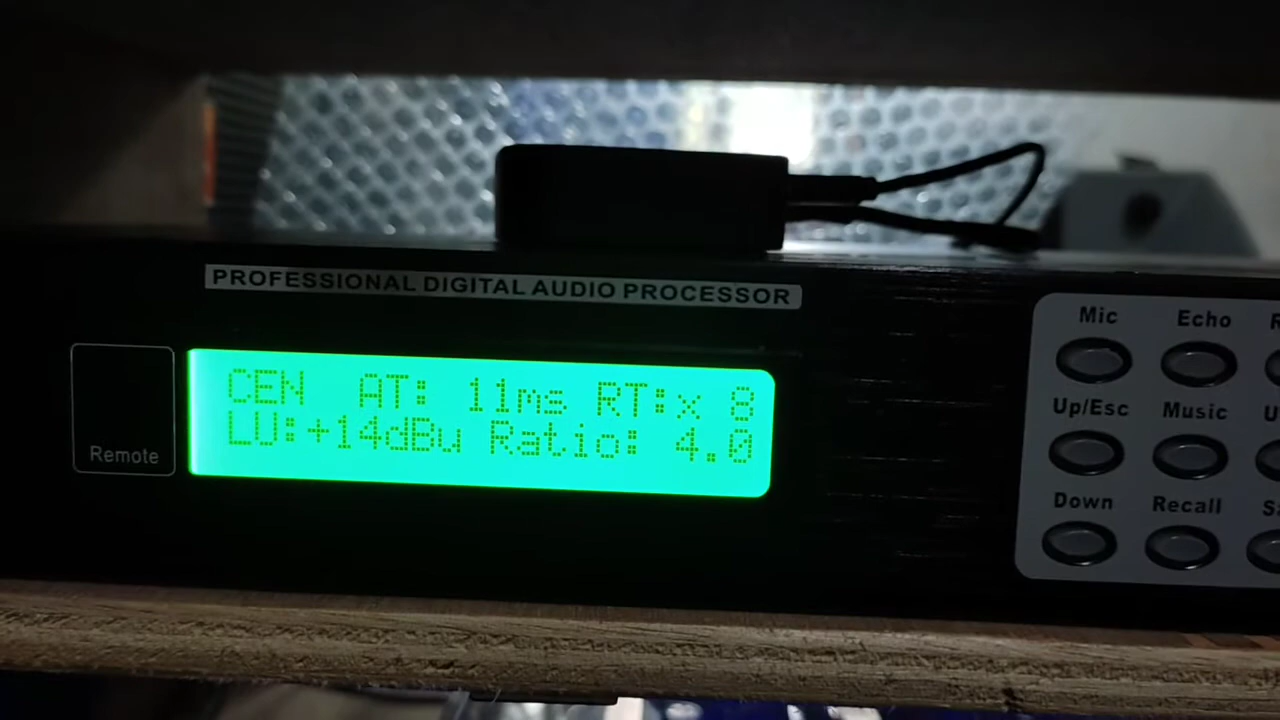 PROFESSIONAL DIGITAL AUDIO PROCESSOR
Remote
CEN AT: 11ms RT:x 8
LU:+14dBu Ratio: 4.0
Mic Echo
Up/Esc Music
Down Recall